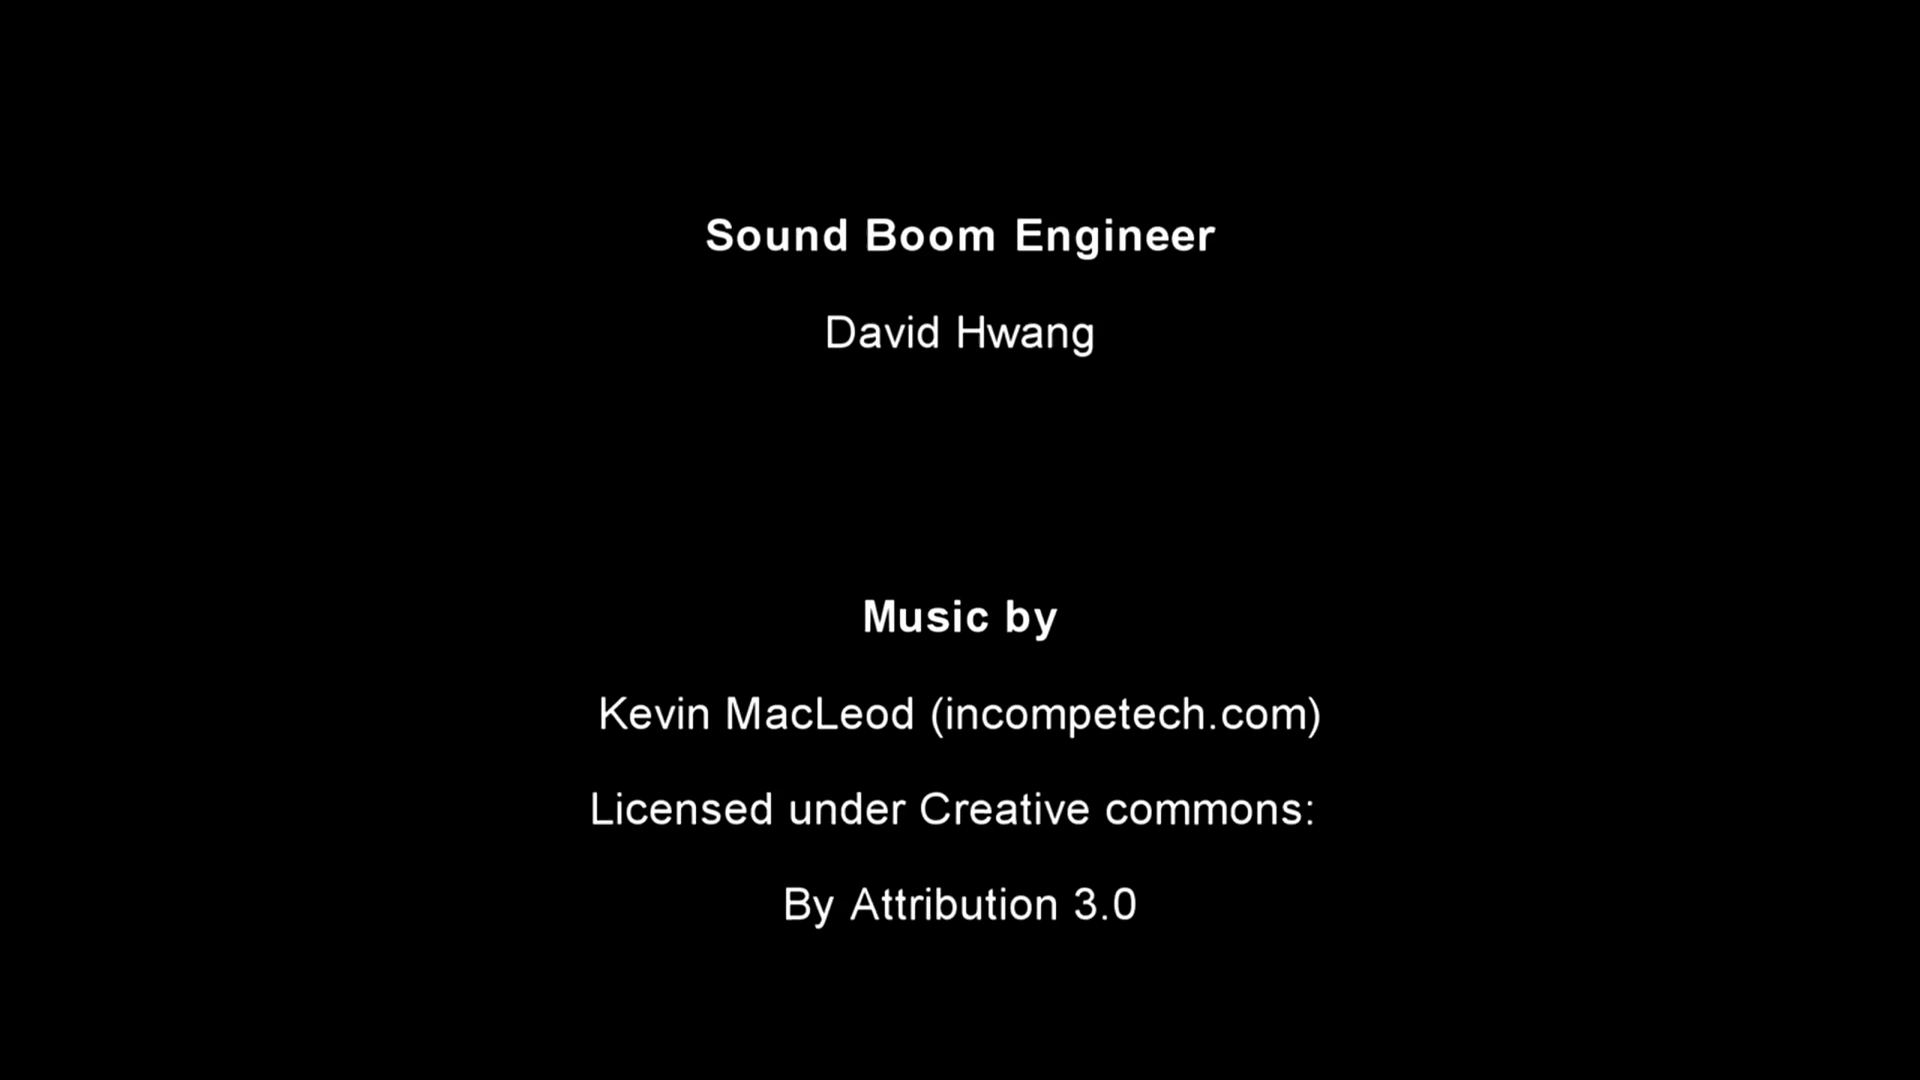 Sound Boom Engineer
David Hwang
Music by
Kevin MacLeod (incompetech.com)
Licensed under Creative commons:
By Attribution 3.0